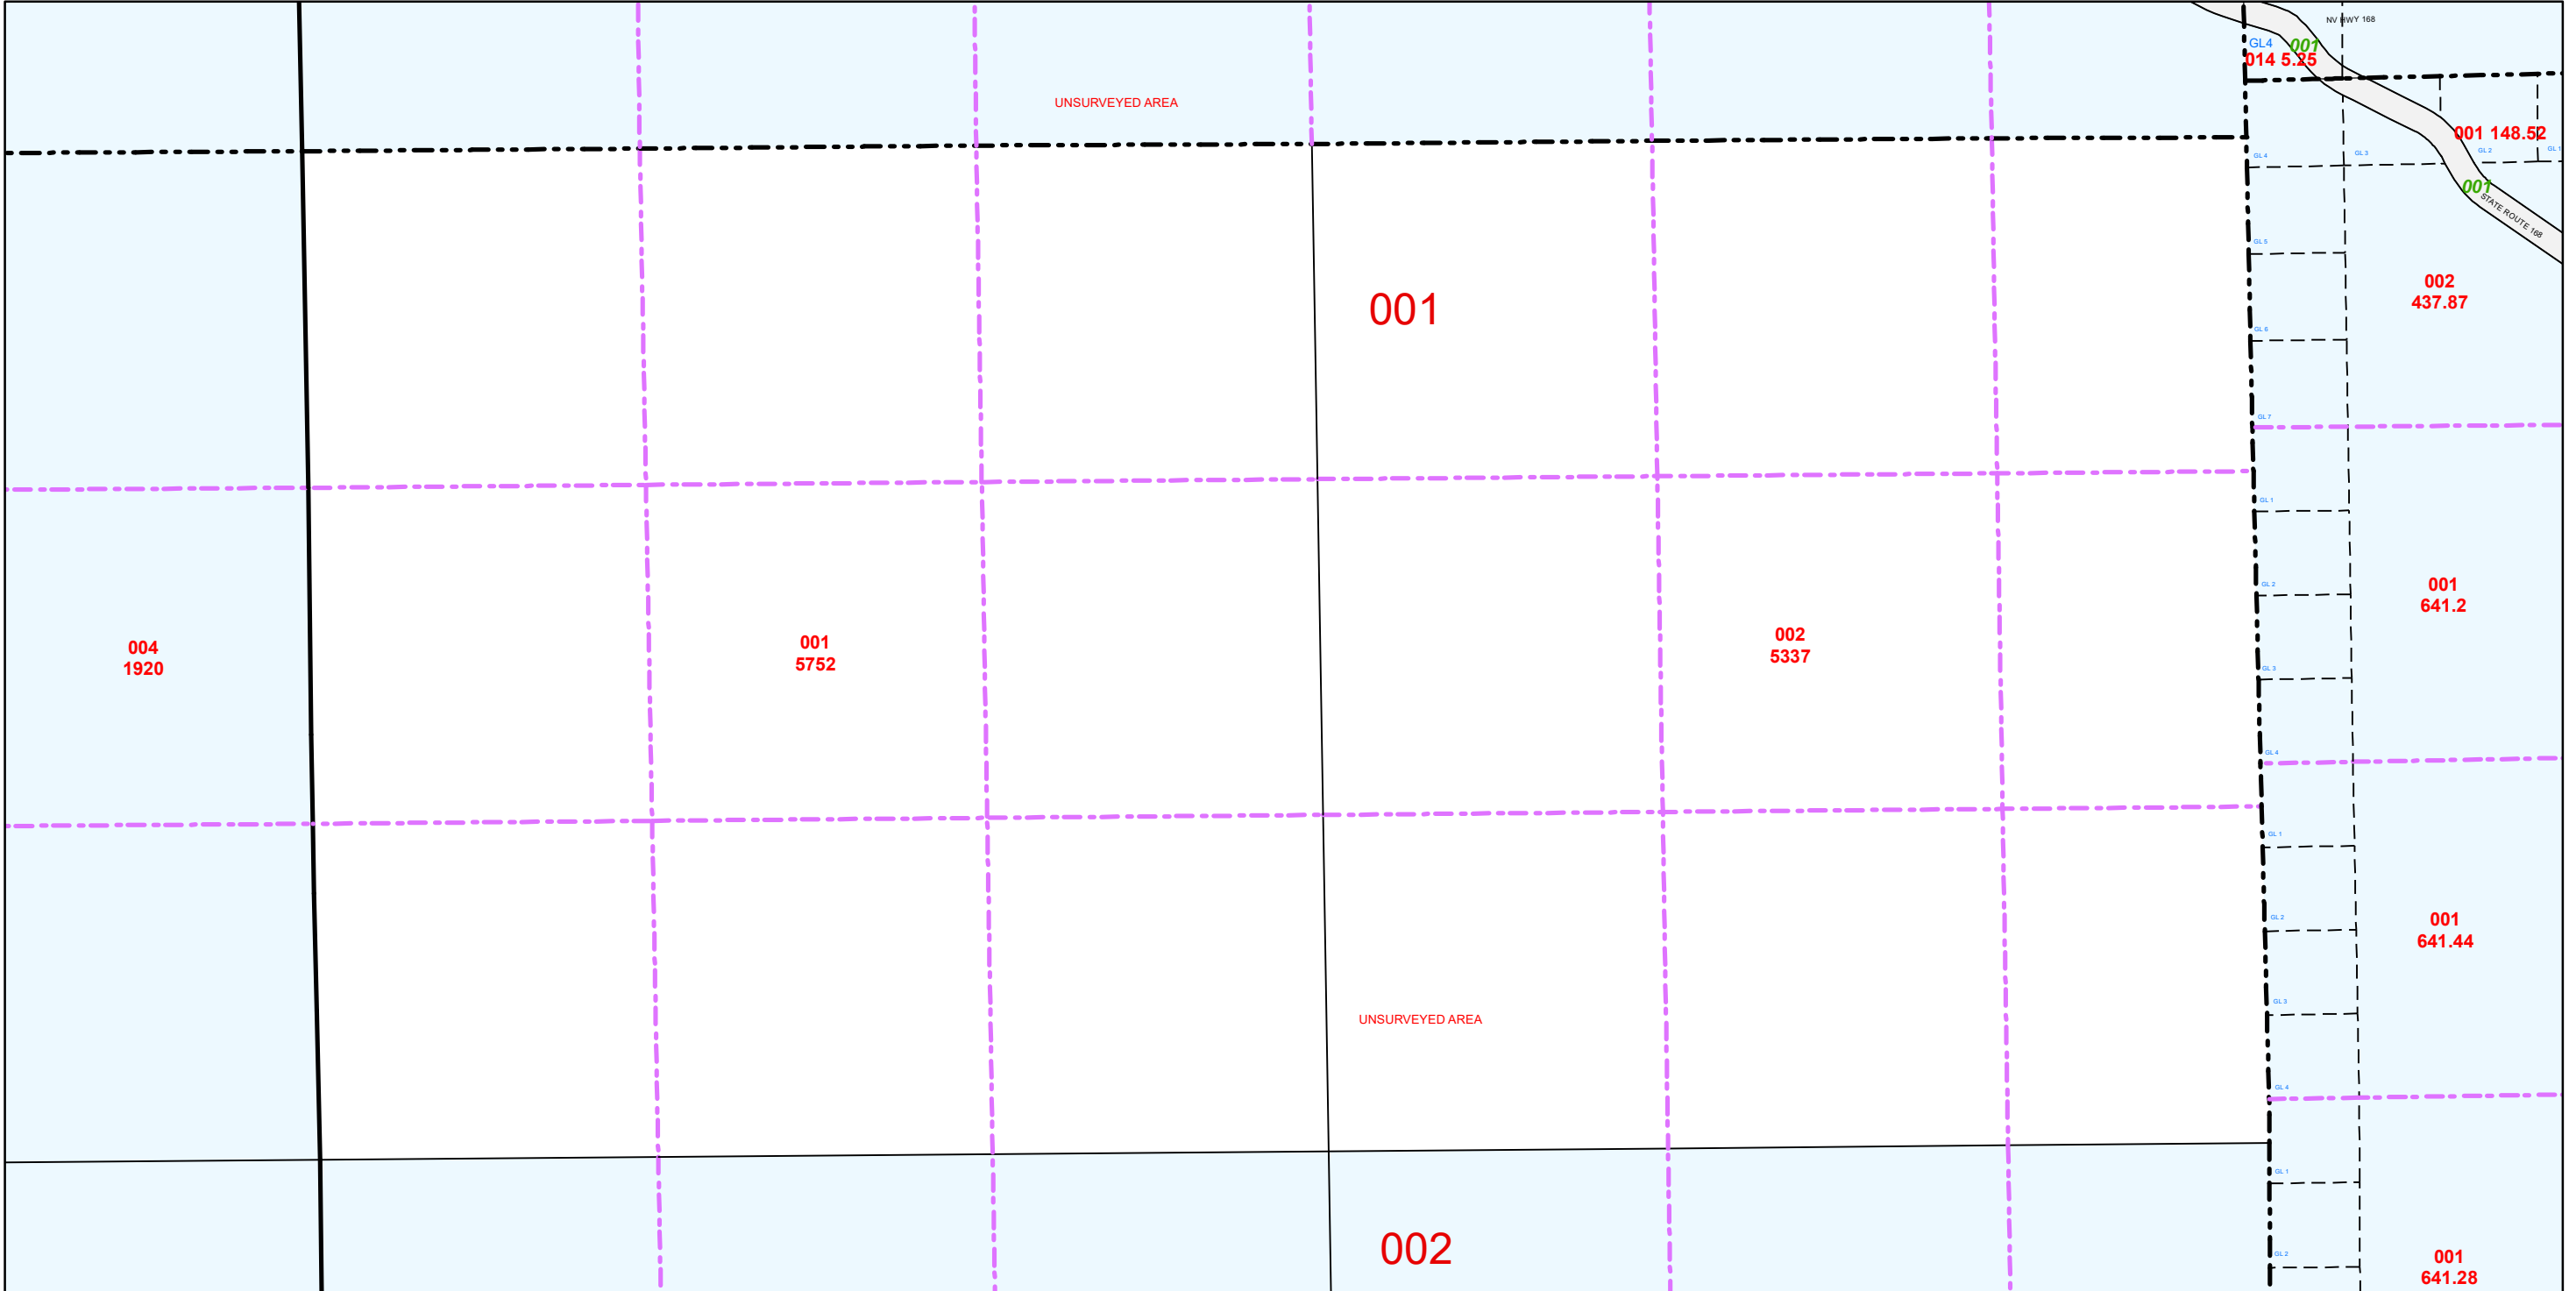 NV HWY 168
GL4
001
014 5.25
UNSURVEYED AREA
001 148.52
GL 4
GL 3
GL 2
GL 1
001
STATE ROUTE 168
GL 5
002
437.87
001
GL 6
GL 7
GL 1
GL 2
001
641.2
004
1920
001
5752
002
5337
GL 3
GL 4
GL 1
GL 2
001
641.44
GL 3
UNSURVEYED AREA
GL 4
GL 1
002
GL 2
001
641.28